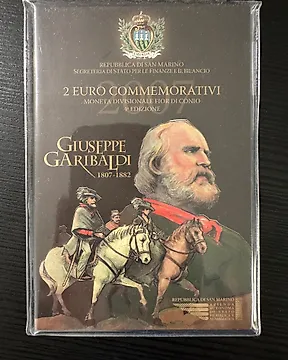 REPUBBLICA DI SAN MARINO
SEGRETERIA DI STATO PER LE FINANZE E IL BILANCIO
2 EURO COMMEMORATIVI
MONETA DIVISIONALE FIOR DI CONIO
EDIZIONE
GIUSEPPE
GARIBALDI
1807-1882
REPUBBLICA DI SAN MARINO